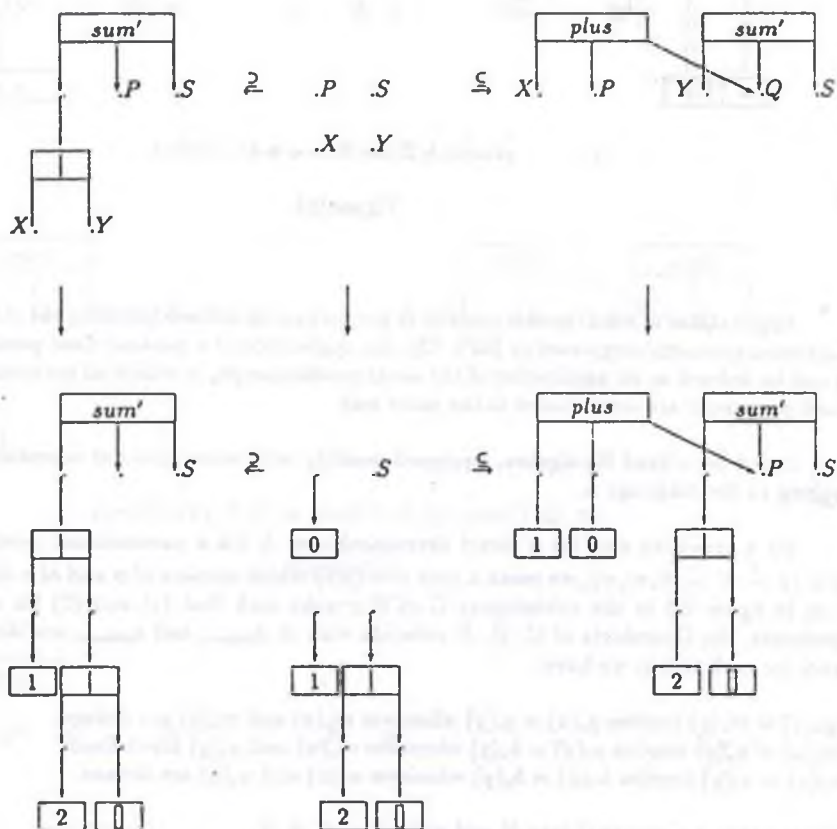 sum' plus sum'
. .P .S .P .S X. .P Y. .Q .S
.X .Y
X. .Y
sum' plus sum'
. . .S . .S . . . .P .S
0 1 0
1 1 2 []
2 [] 2 []